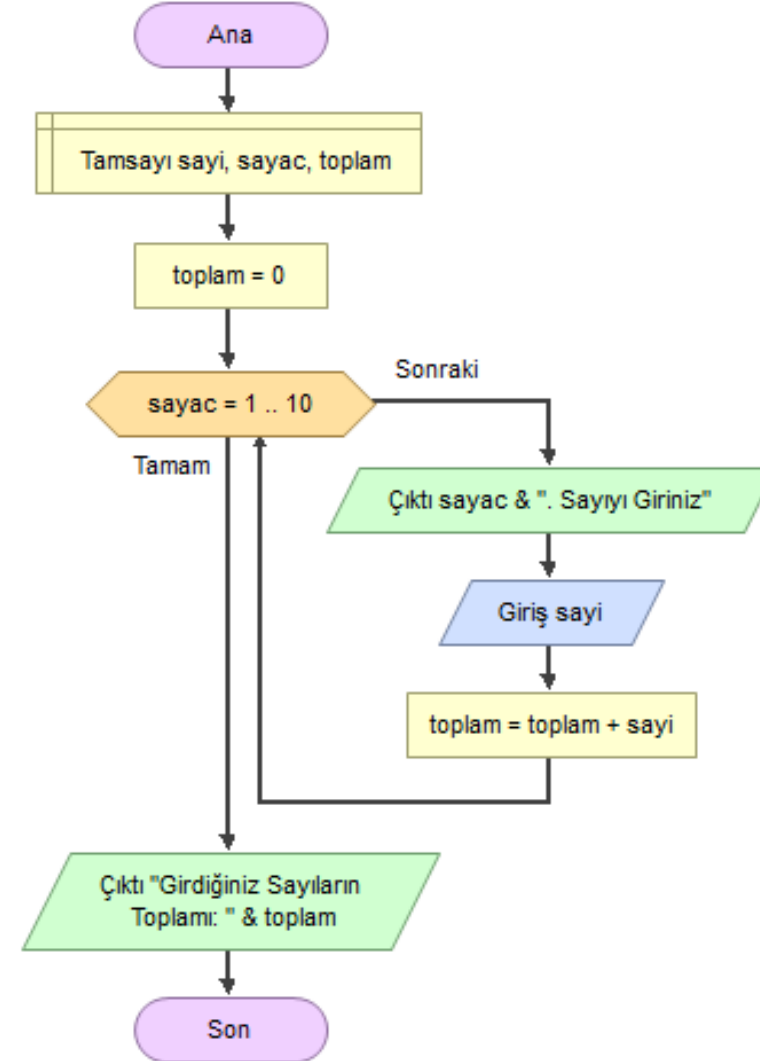 Ana
Tamsayı sayi, sayac, toplam
toplam = 0
sayac = 1 .. 10
Sonraki
Tamam
Çıktı sayac & ". Sayıyı Giriniz"
Giriş sayi
toplam = toplam + sayi
Çıktı "Girdiğiniz Sayıların
Toplamı: " & toplam
Son